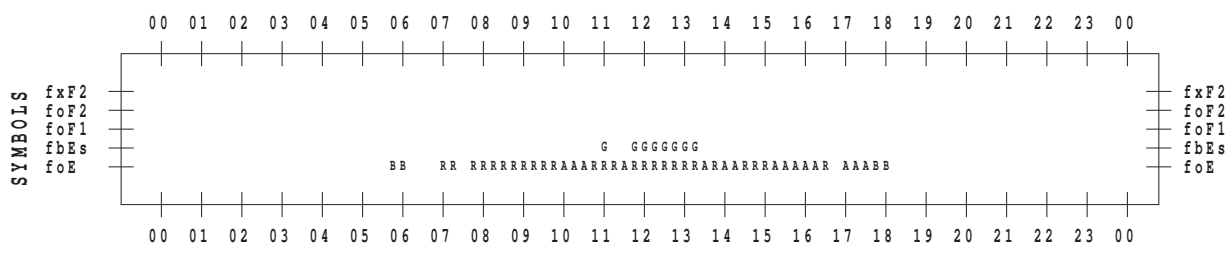 00 01 02 03 04 05 06 07 08 09 10 11 12 13 14 15 16 17 18 19 20 21 22 23 00
SYMBOLS
fxF2 fxF2
foF2 foF2
foF1 foF1
fbEs G GGGGGGG fbEs
foE BB RR RRRRRRRRRAAARRRARRRRRRRARAARRRAAAAAR AAABB foE
00 01 02 03 04 05 06 07 08 09 10 11 12 13 14 15 16 17 18 19 20 21 22 23 00